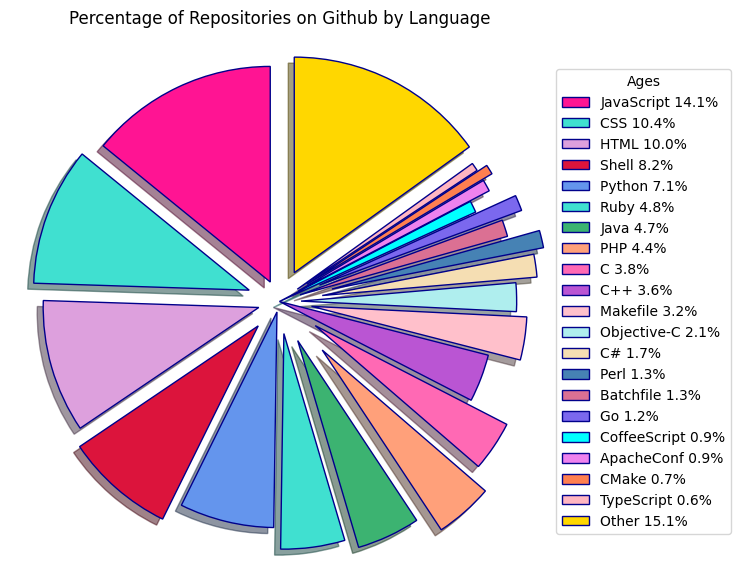 Percentage of Repositories on Github by Language
Ages
JavaScript 14.1%
CSS 10.4%
HTML 10.0%
Shell 8.2%
Python 7.1%
Ruby 4.8%
Java 4.7%
PHP 4.4%
C 3.8%
C++ 3.6%
Makefile 3.2%
Objective-C 2.1%
C# 1.7%
Perl 1.3%
Batchfile 1.3%
Go 1.2%
CoffeeScript 0.9%
ApacheConf 0.9%
CMake 0.7%
TypeScript 0.6%
Other 15.1%